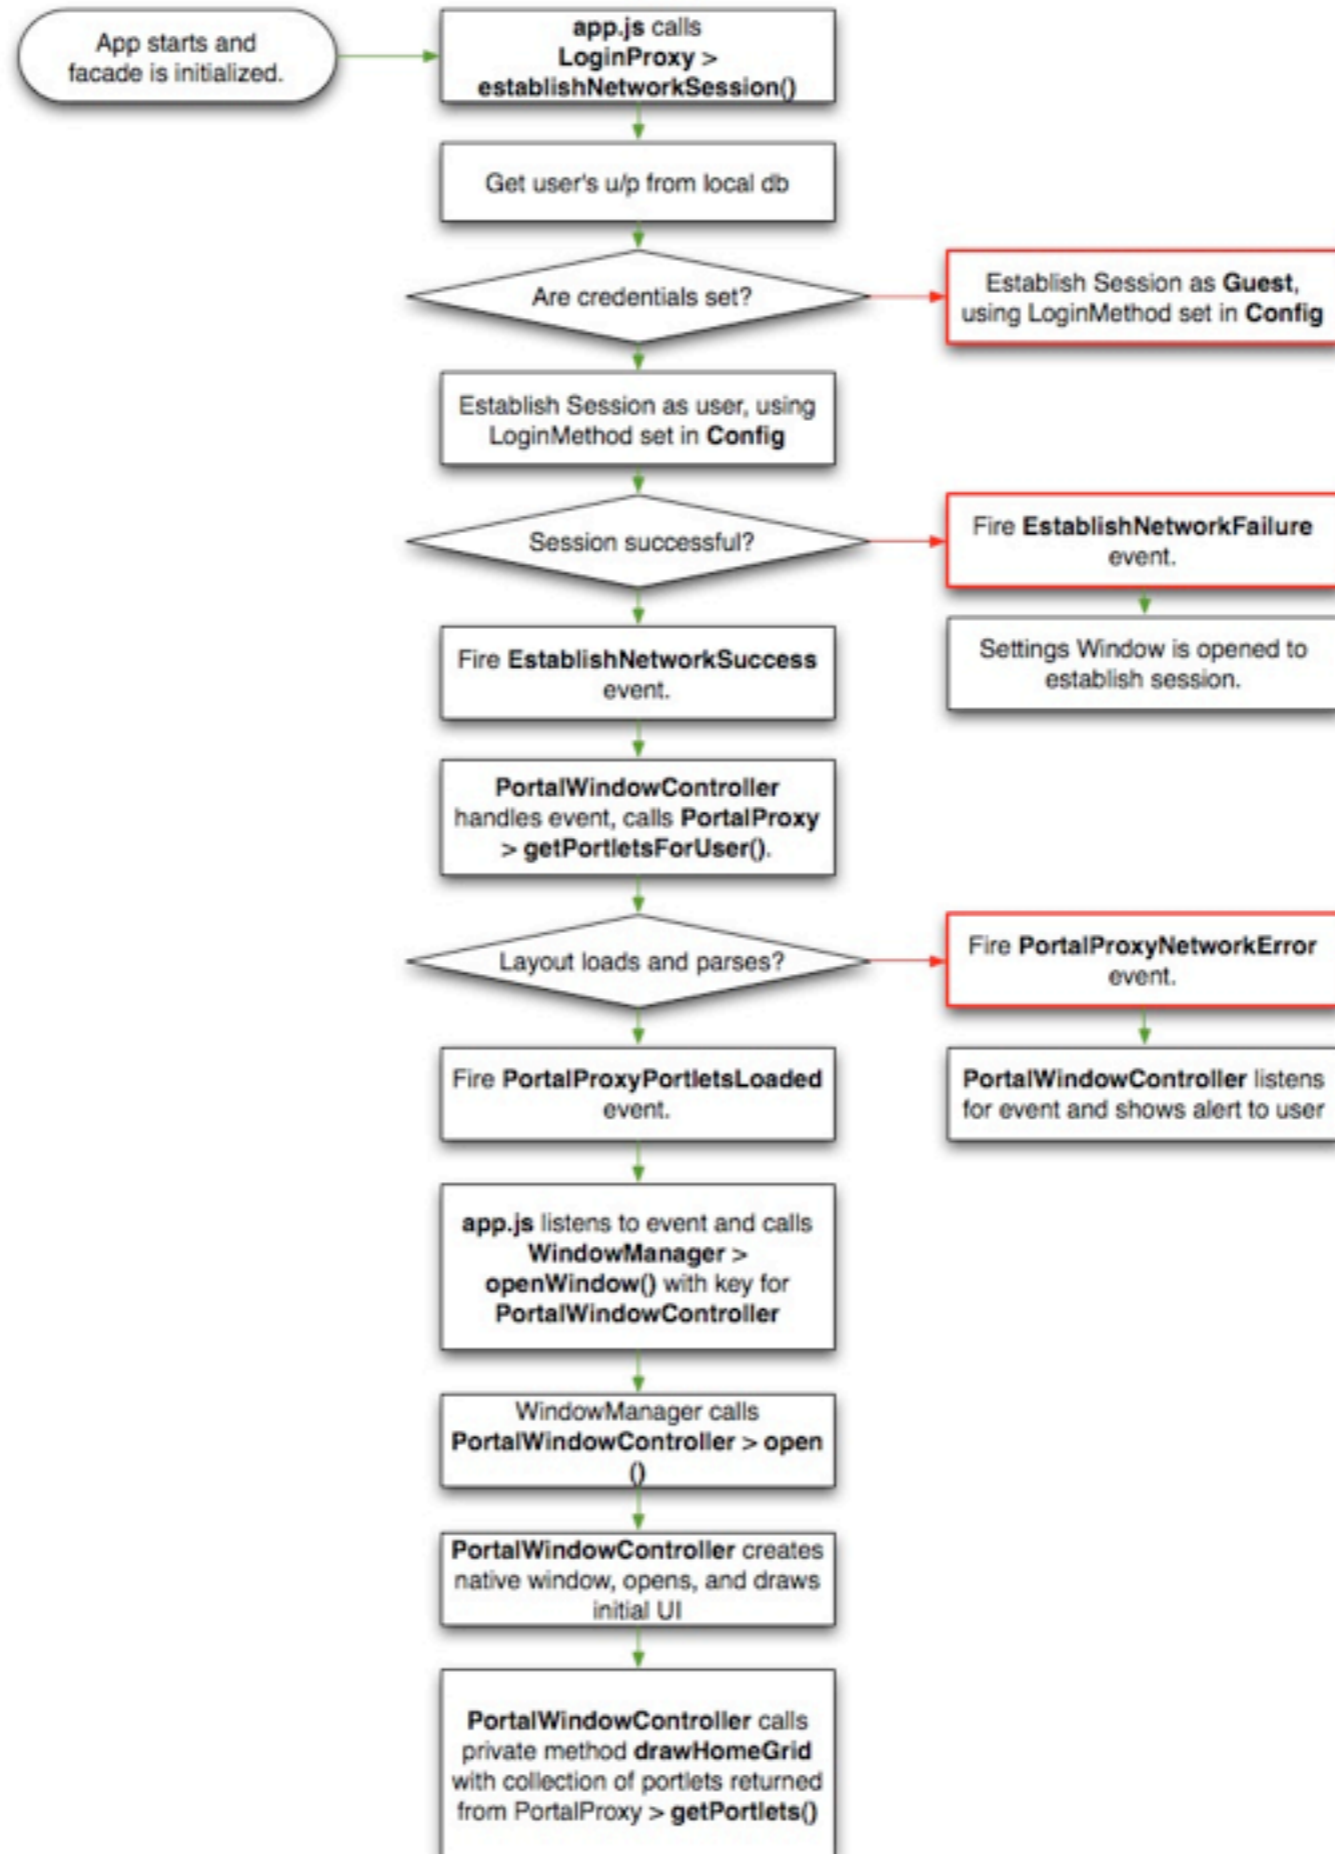 App starts and
facade is initialized.
app.js calls
LoginProxy >
establishNetworkSession()
Get user's u/p from local db
Are credentials set?
Establish Session as Guest,
using LoginMethod set in Config
Establish Session as user, using
LoginMethod set in Config
Session successful?
Fire EstablishNetworkFailure
event.
Settings Window is opened to
establish session.
Fire EstablishNetworkSuccess
event.
PortalWindowController
handles event, calls PortalProxy
> getPortletsForUser().
Layout loads and parses?
Fire PortalProxyNetworkError
event.
PortalWindowController listens
for event and shows alert to user
Fire PortalProxyPortletsLoaded
event.
app.js listens to event and calls
WindowManager >
openWindow() with key for
PortalWindowController
WindowManager calls
PortalWindowController > open
()
PortalWindowController creates
native window, opens, and draws
initial UI
PortalWindowController calls
private method drawHomeGrid
with collection of portlets returned
from PortalProxy > getPortlets()